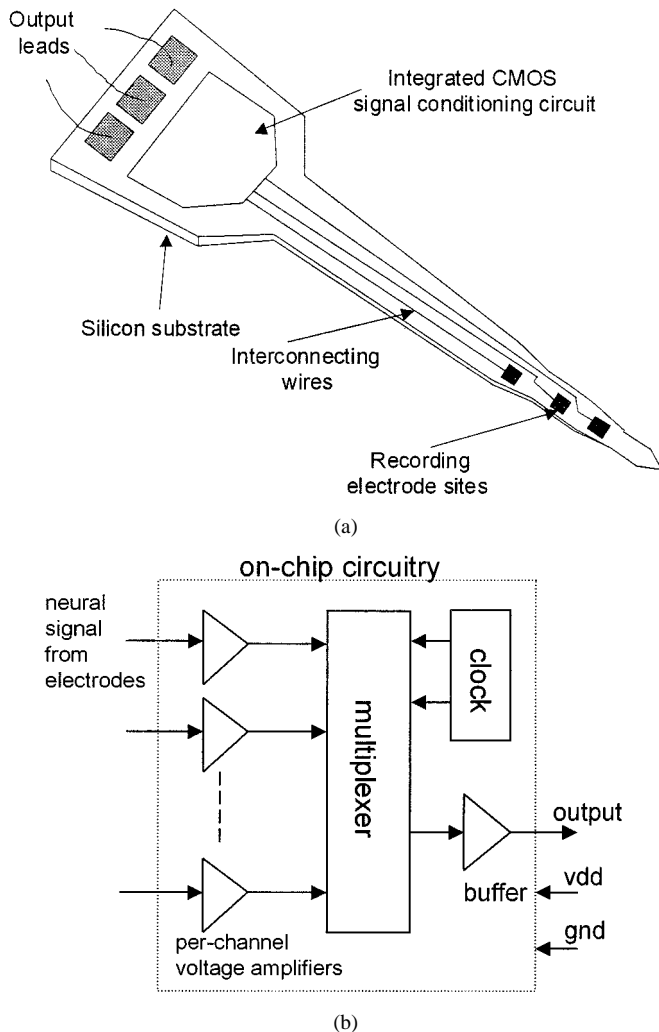 Output
leads
Integrated CMOS
signal conditioning circuit
Silicon substrate
Interconnecting
wires
Recording
electrode sites
(a)
on-chip circuitry
neural
signal
from
electrodes
multiplexer
clock
output
buffer
vdd
gnd
per-channel
voltage amplifiers
(b)